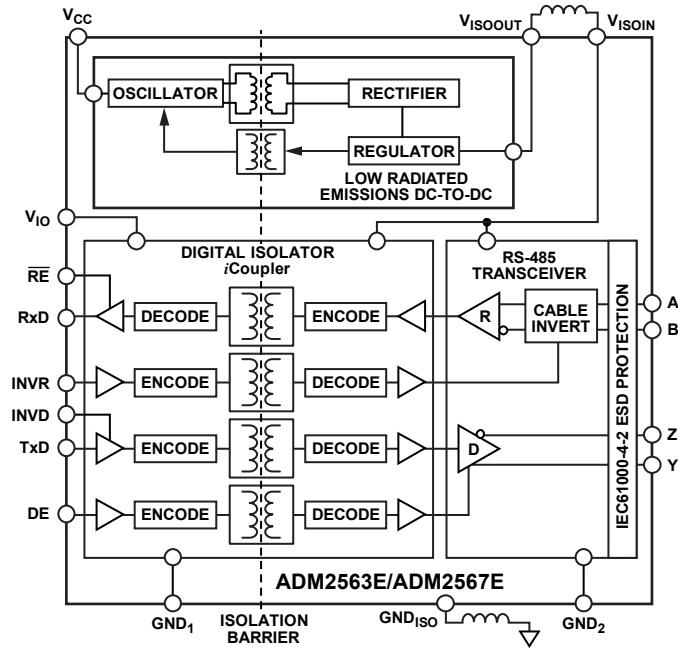 VCC
VISOOUT
VISOIN
OSCILLATOR
RECTIFIER
REGULATOR
LOW RADIATED
EMISSIONS DC-TO-DC
VIO
DIGITAL ISOLATOR
iCoupler
RS-485
TRANSCEIVER
RE
RxD
DECODE
ENCODE
R
CABLE
INVERT
A
B
INVR
ENCODE
DECODE
INVD
TxD
ENCODE
DECODE
D
Z
Y
DE
ENCODE
DECODE
IEC61000-4-2 ESD PROTECTION
ADM2563E/ADM2567E
GND1
ISOLATION
BARRIER
GNDISO
GND2